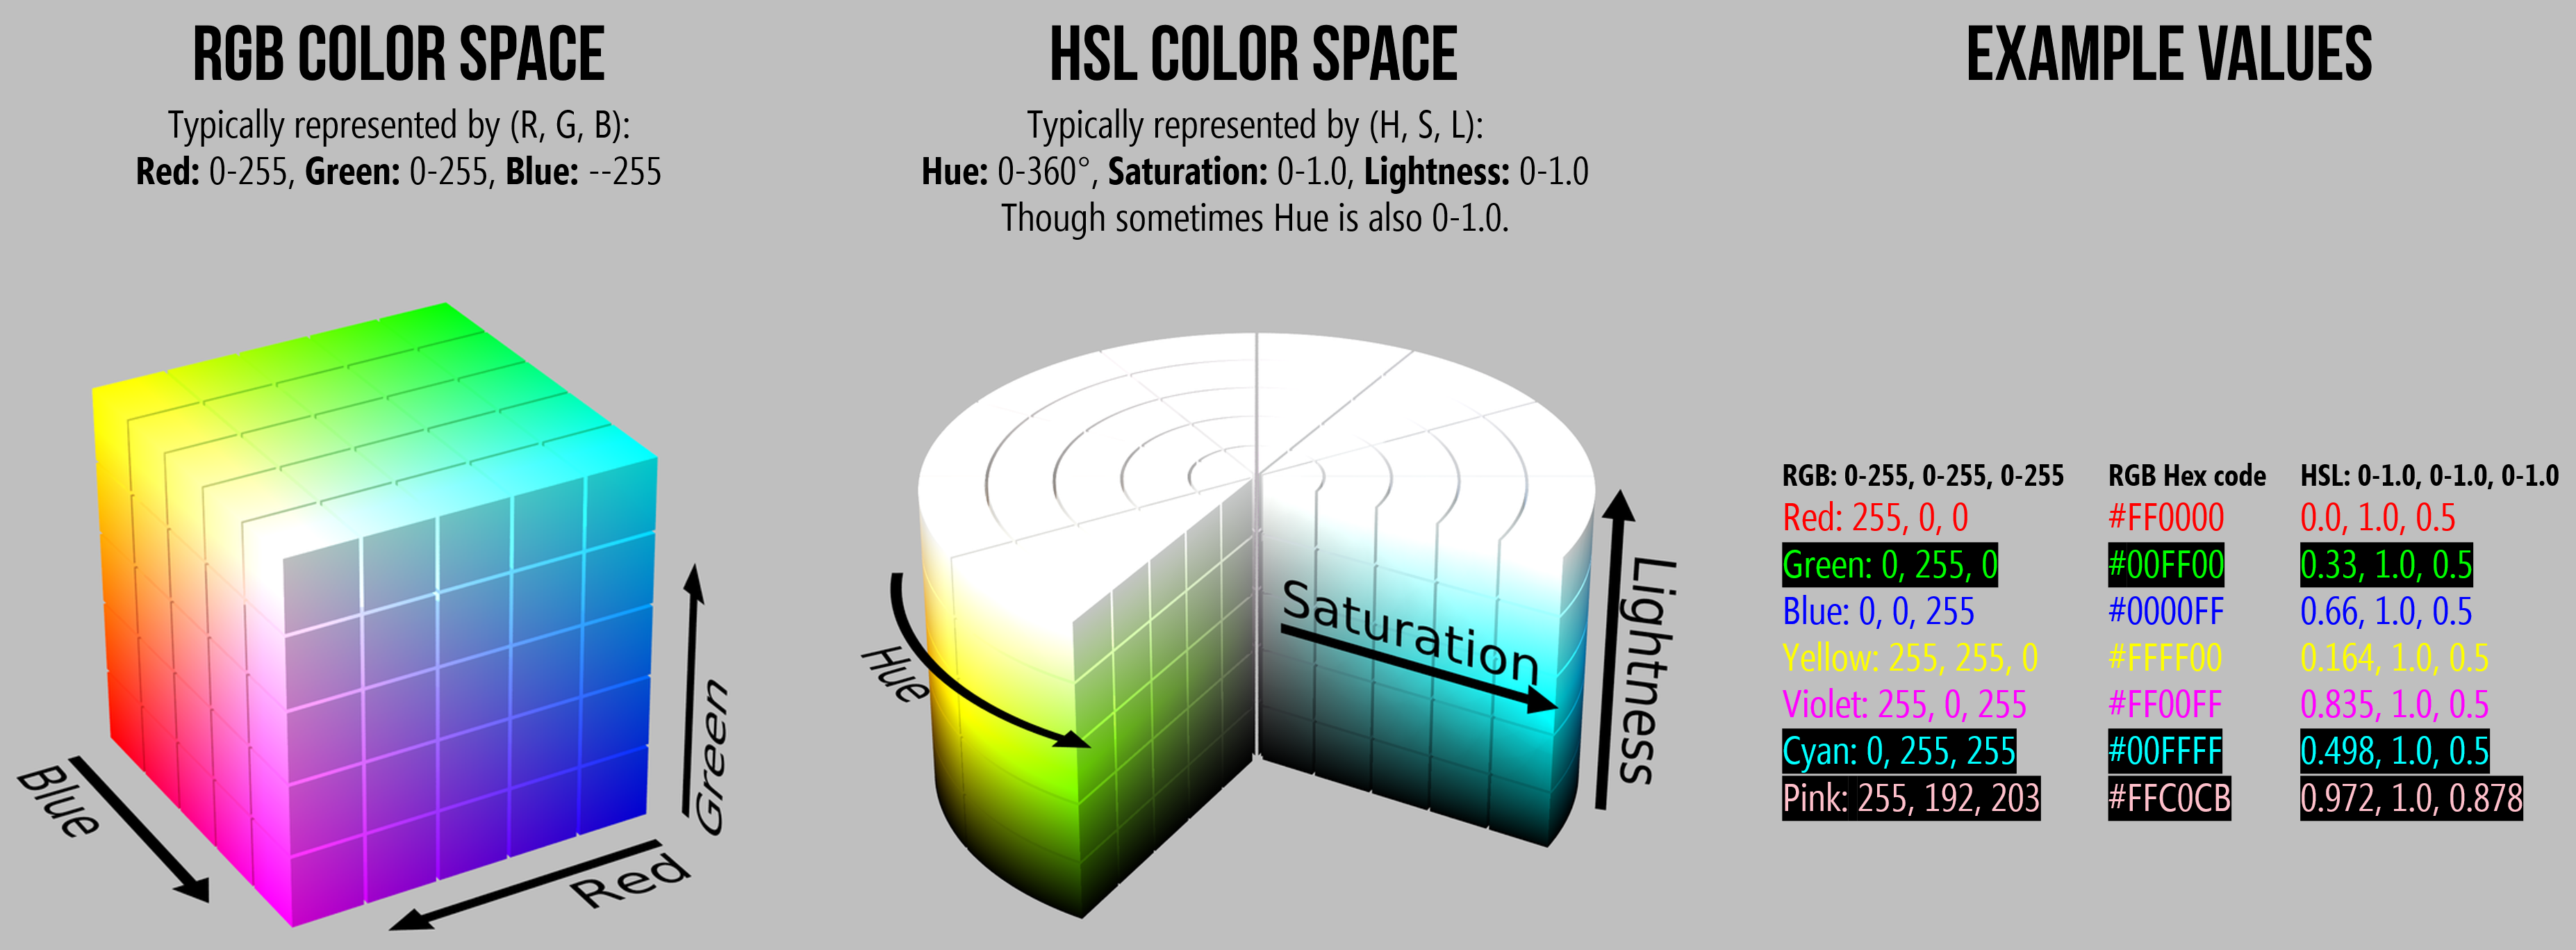 RGB COLOR SPACE
Typically represented by (R, G, B):
Red: 0-255, Green: 0-255, Blue: --255
Blue
Red
Green
HSL COLOR SPACE
Typically represented by (H, S, L):
Hue: 0-360°, Saturation: 0-1.0, Lightness: 0-1.0
Though sometimes Hue is also 0-1.0.
Hue
Saturation
Lightness
EXAMPLE VALUES
RGB: 0-255, 0-255, 0-255 RGB Hex code HSL: 0-1.0, 0-1.0, 0-1.0
Red: 255, 0, 0 #FF0000 0.0, 1.0, 0.5
Green: 0, 255, 0 #00FF00 0.33, 1.0, 0.5
Blue: 0, 0, 255 #0000FF 0.66, 1.0, 0.5
Yellow: 255, 255, 0 #FFFF00 0.164, 1.0, 0.5
Violet: 255, 0, 255 #FF00FF 0.835, 1.0, 0.5
Cyan: 0, 255, 255 #00FFFF 0.498, 1.0, 0.5
Pink: 255, 192, 203 #FFC0CB 0.972, 1.0, 0.878